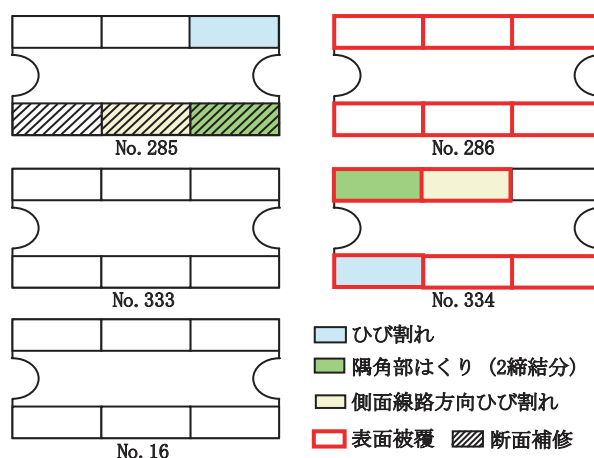 No. 285
No. 286
No. 333
No. 334
No. 16
ひび割れ
隅角部はくり (2締結分)
側面線路方向ひび割れ
表面被覆 断面補修